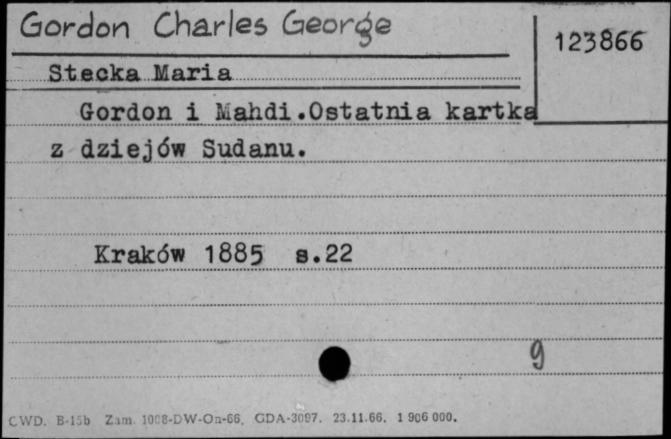 Gordon Charles George
123866
Stecka Maria
Gordon i Mahdi.Ostatnia kartka
z dziejów Sudanu.
Kraków 1885 s.22
g
CWD. B-15b Zam. 1008-DW-On-66. GDA-3097. 23.11.66. 1 906 000.